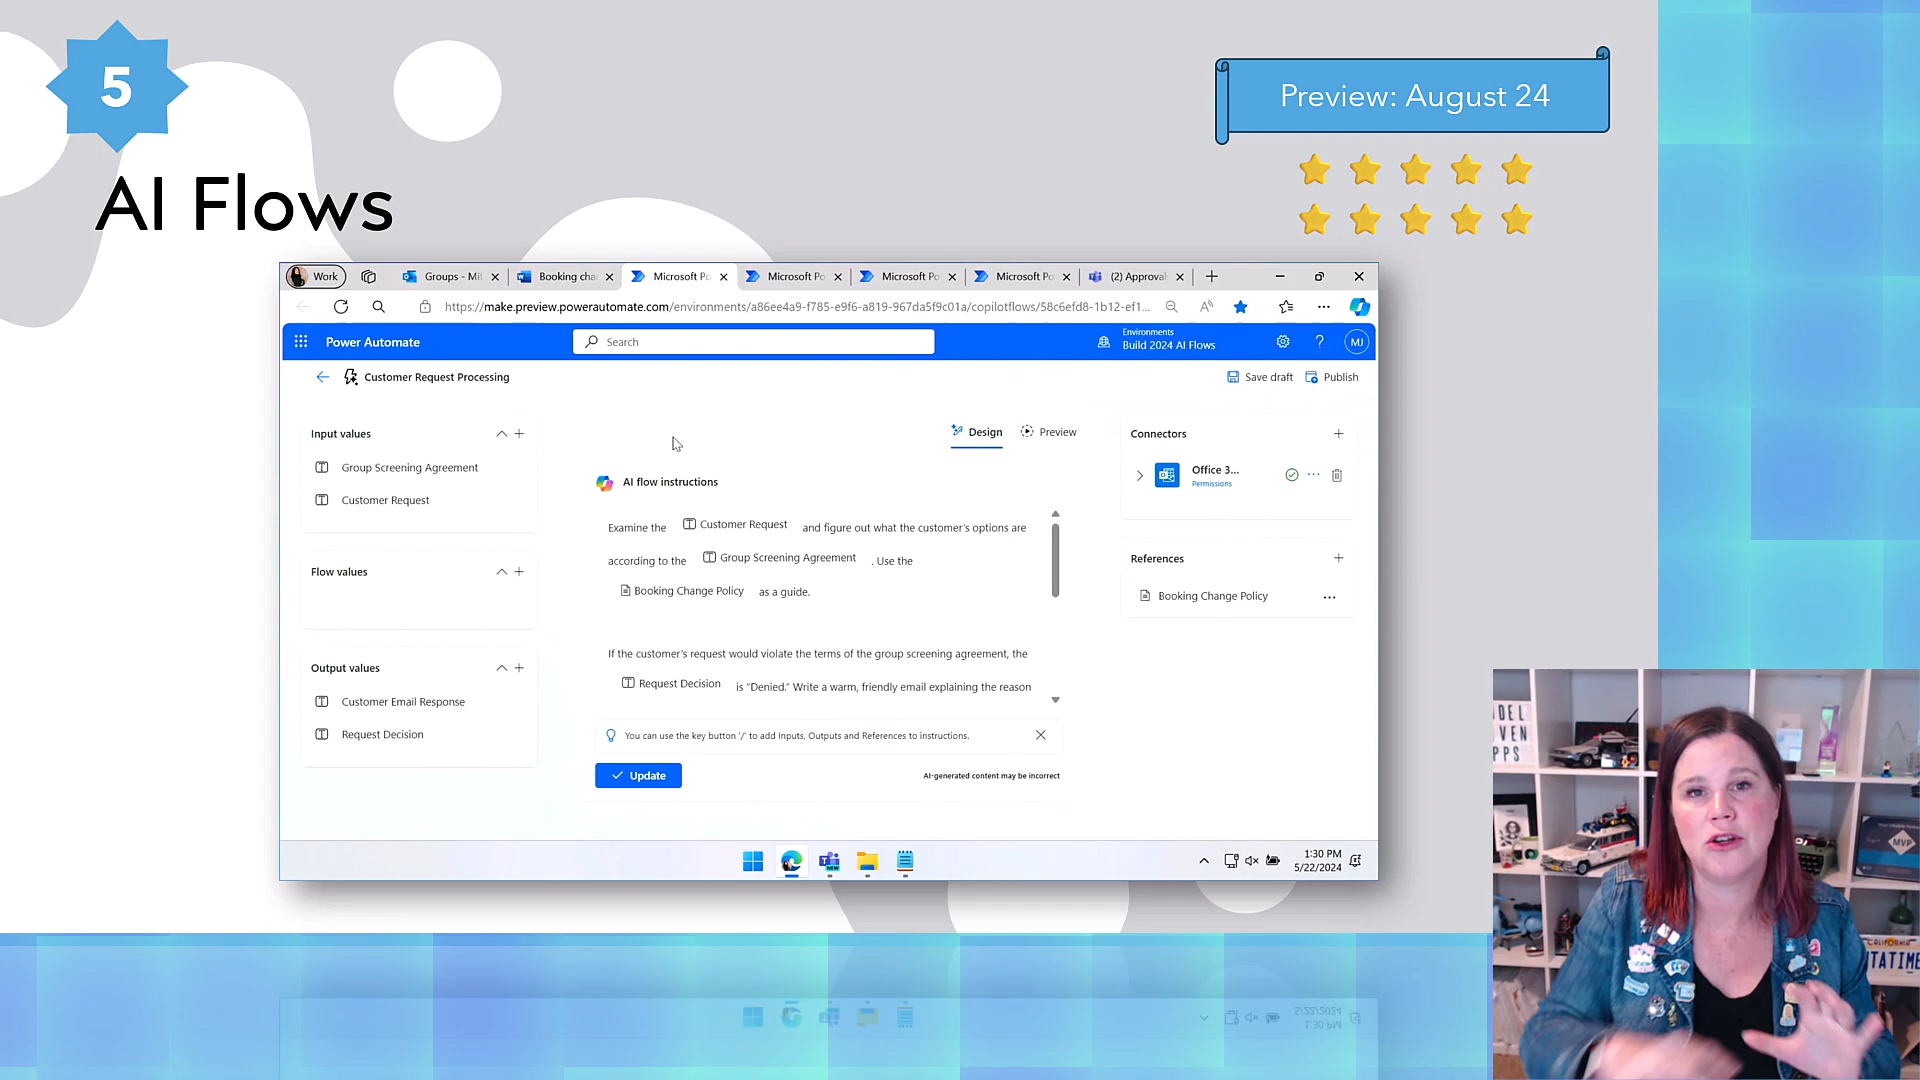 5
Preview: August 24
AI Flows
Work
Groups - Mit
Booking cha
Microsoft Po
Microsoft Po
Microsoft Po
Microsoft Po
(2) Approval
https://make.preview.powerautomate.com/environments/a86ee4a9-f785-e9f6-a819-967da5f9c01a/copilotflows/58c6efd8-1b12-ef1...
Power Automate
Search
Environments
Build 2024 AI Flows
?
MJ
Customer Request Processing
Save draft
Publish
Input values
Group Screening Agreement
Customer Request
Flow values
Output values
Customer Email Response
Request Decision
Design
Preview
AI flow instructions
Examine the Customer Request and figure out what the customer's options are
according to the Group Screening Agreement . Use the
Booking Change Policy as a guide.
If the customer's request would violate the terms of the group screening agreement, the
Request Decision is “Denied.” Write a warm, friendly email explaining the reason
You can use the key button '/' to add Inputs, Outputs and References to instructions.
Update
AI-generated content may be incorrect
Connectors
Office 3...
Permissions
References
Booking Change Policy
NEW
1:30 PM
5/22/2024
DEL
VEN
PPS
MVP
CALIFORNIA
TATIME